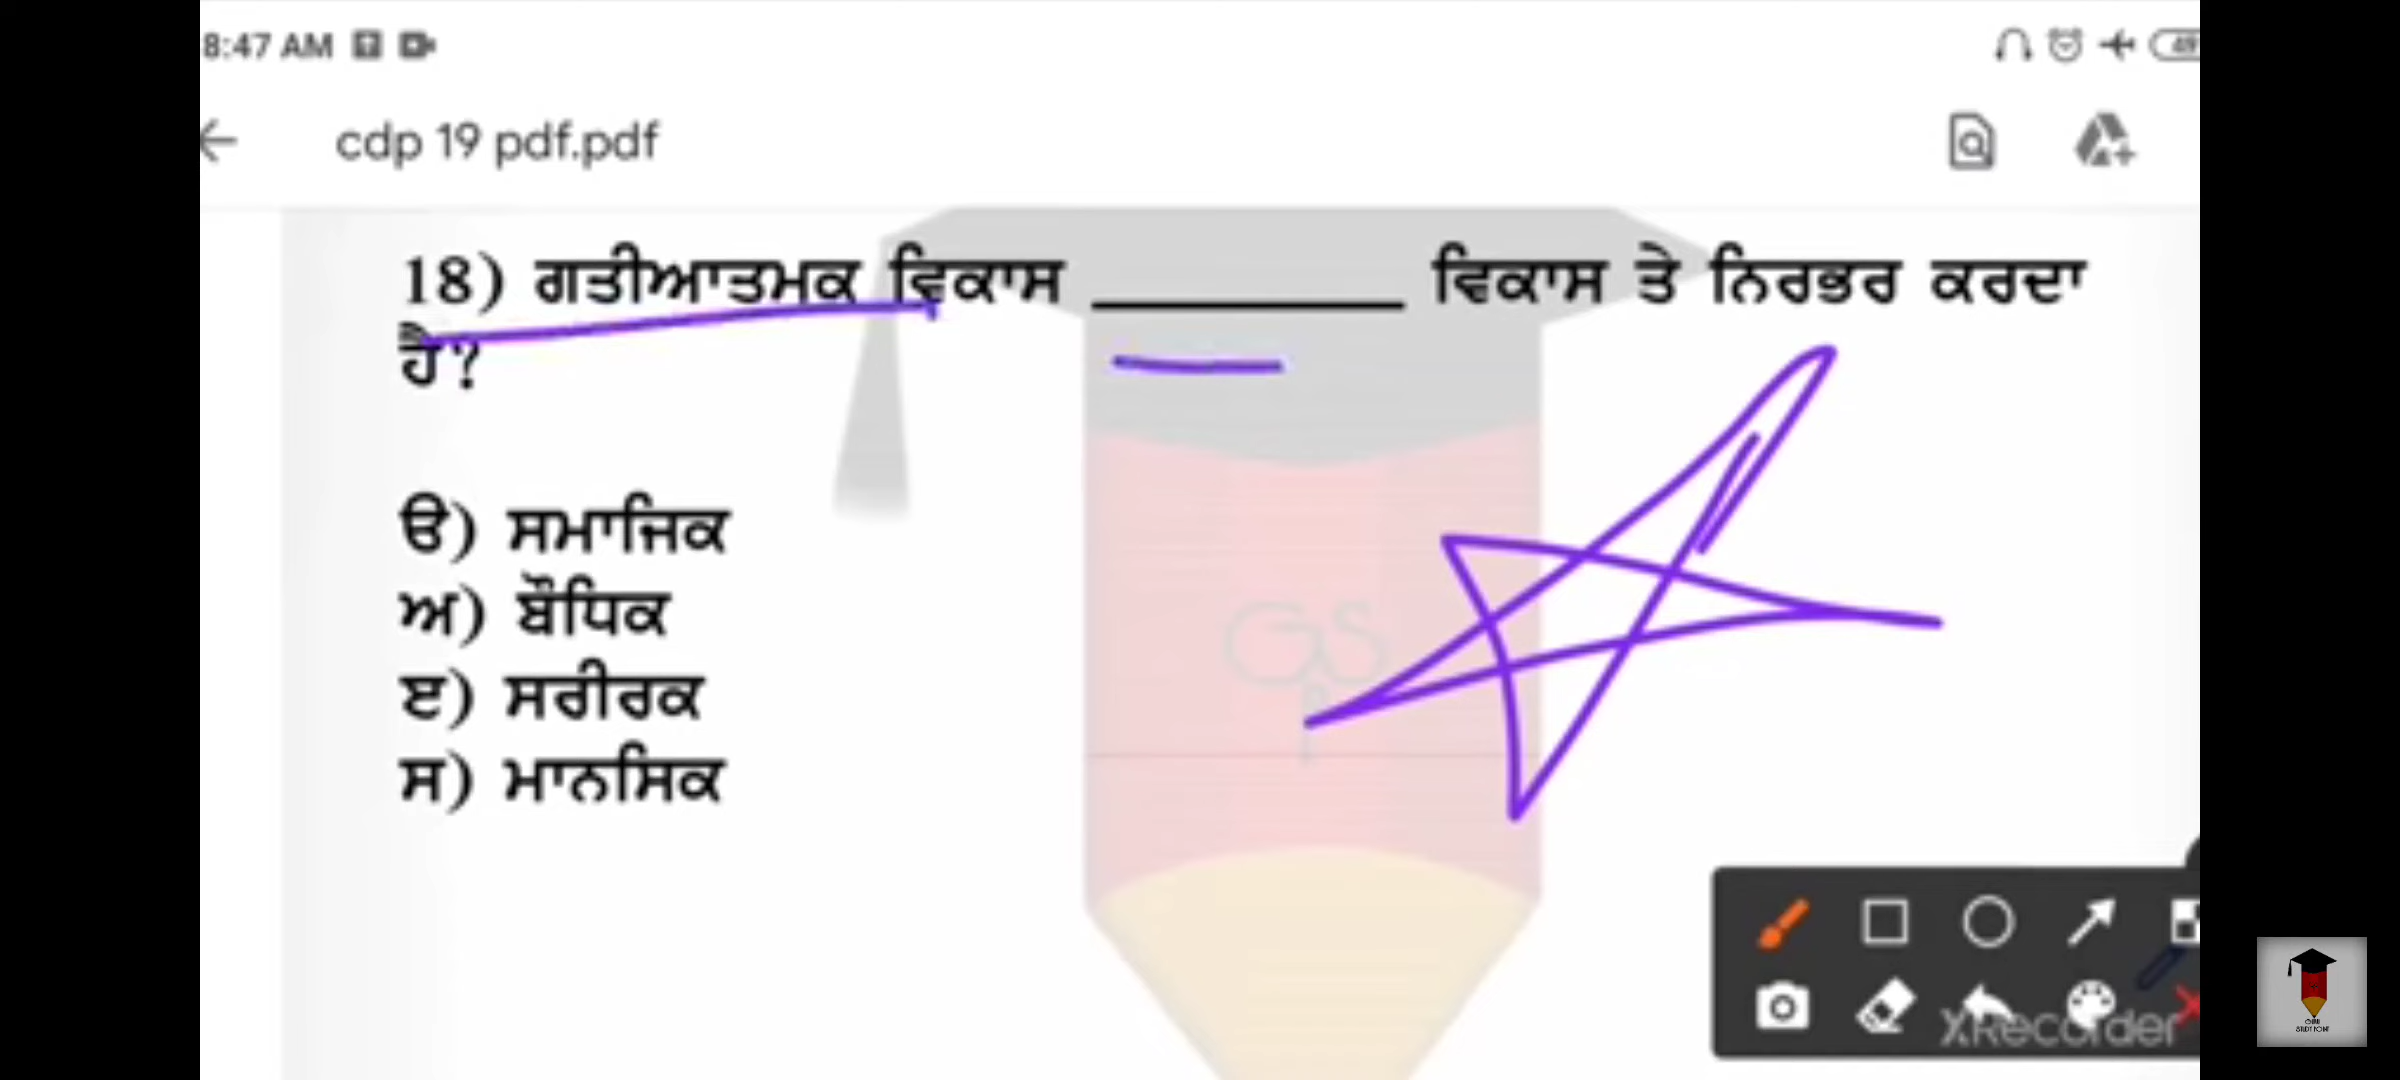 8:47 AM
cdp 19 pdf.pdf
18) ਗਤੀਆਤਮਕ ਵਿਕਾਸ __________ ਵਿਕਾਸ ਤੇ ਨਿਰਭਰ ਕਰਦਾ
ਹੈ?
ੳ) ਸਮਾਜਿਕ
ਅ) ਬੌਧਿਕ
ੲ) ਸਰੀਰਕ
ਸ) ਮਾਨਸਿਕ
XRecorder